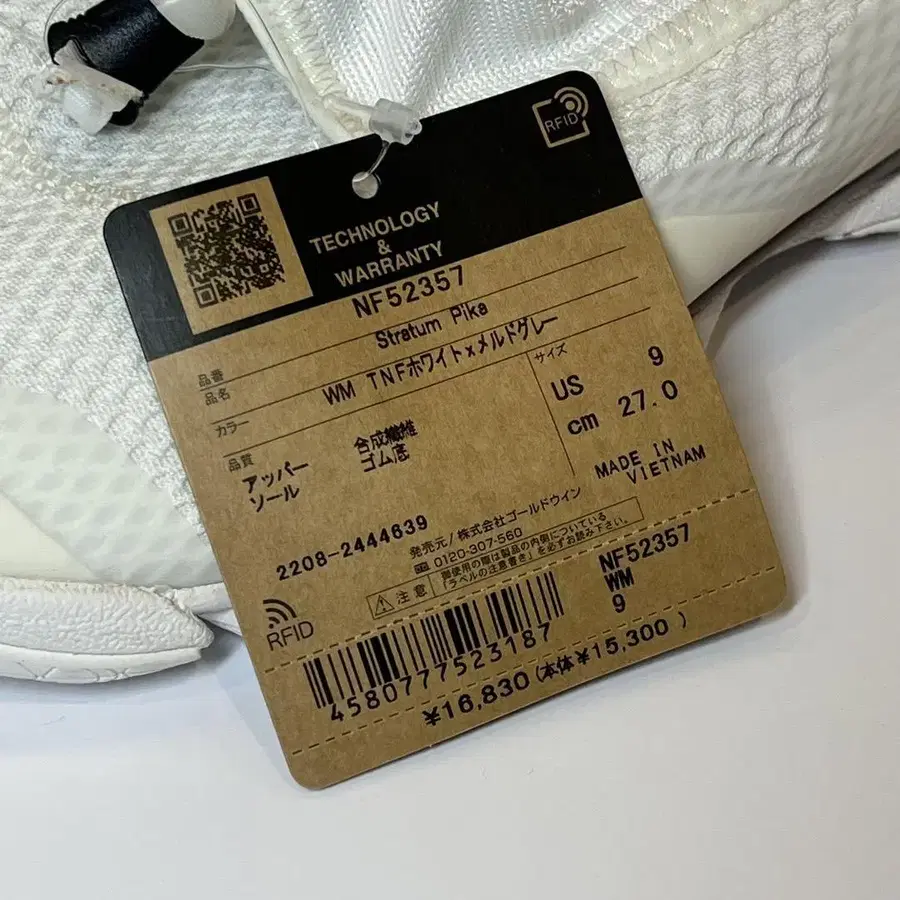 RFID
TECHNOLOGY
&
WARRANTY
品番 NF52357
品名 Stratum Pika
カラー WM TNFホワイト×メルドグレー
サイズ
US 9
cm 27.0
品質
アッパー 合成繊維
ソール ゴム底
MADE IN
VIETNAM
2208-2444639
発売元/株式会社ゴールドウイン
0120-307-560
注意 御使用の際は製品の内側についている
「ラベルの注意書き」を必ずお読み下さい。
RFID
NF52357
WM
9
4580777523187
¥16,830(本体¥15,300)